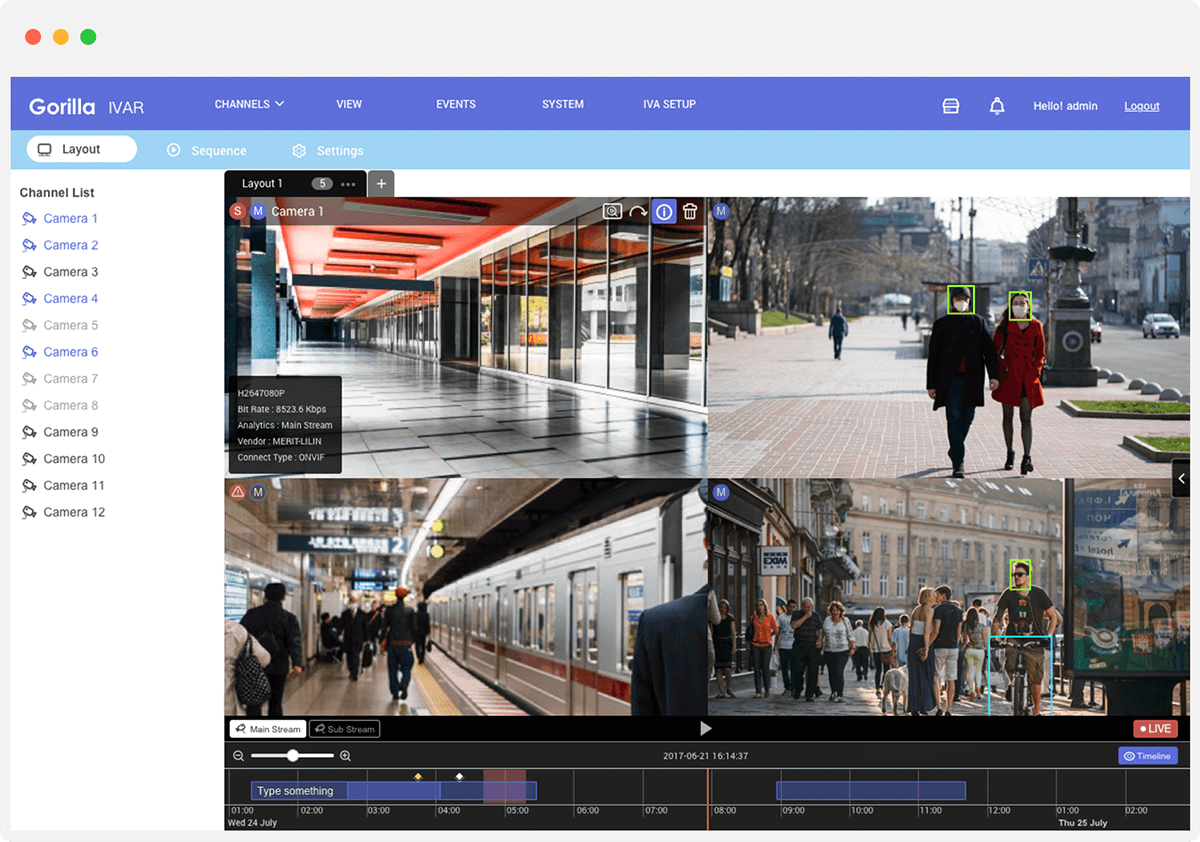 Gorilla IVAR
CHANNELS
VIEW
EVENTS
SYSTEM
IVA SETUP
Hello! admin
Logout
Layout
Sequence
Settings
Channel List
Camera 1
Camera 2
Camera 3
Camera 4
Camera 5
Camera 6
Camera 7
Camera 8
Camera 9
Camera 10
Camera 11
Camera 12
Layout 1
5
+
S M Camera 1
M
H2647080P
Bit Rate : 8523.6 Kbps
Analytics : Main Stream
Vendor : MERIT-LILIN
Connect Type : ONVIF
M
3
2
M
EXIM
BANK
hotel
Main Stream
Sub Stream
LIVE
2017-06-21 16:14:37
Timeline
Type something
01:00 02:00 03:00 04:00 05:00 06:00 07:00 08:00 09:00 10:00 11:00 12:00 01:00 02:00
Wed 24 July
Thu 25 July